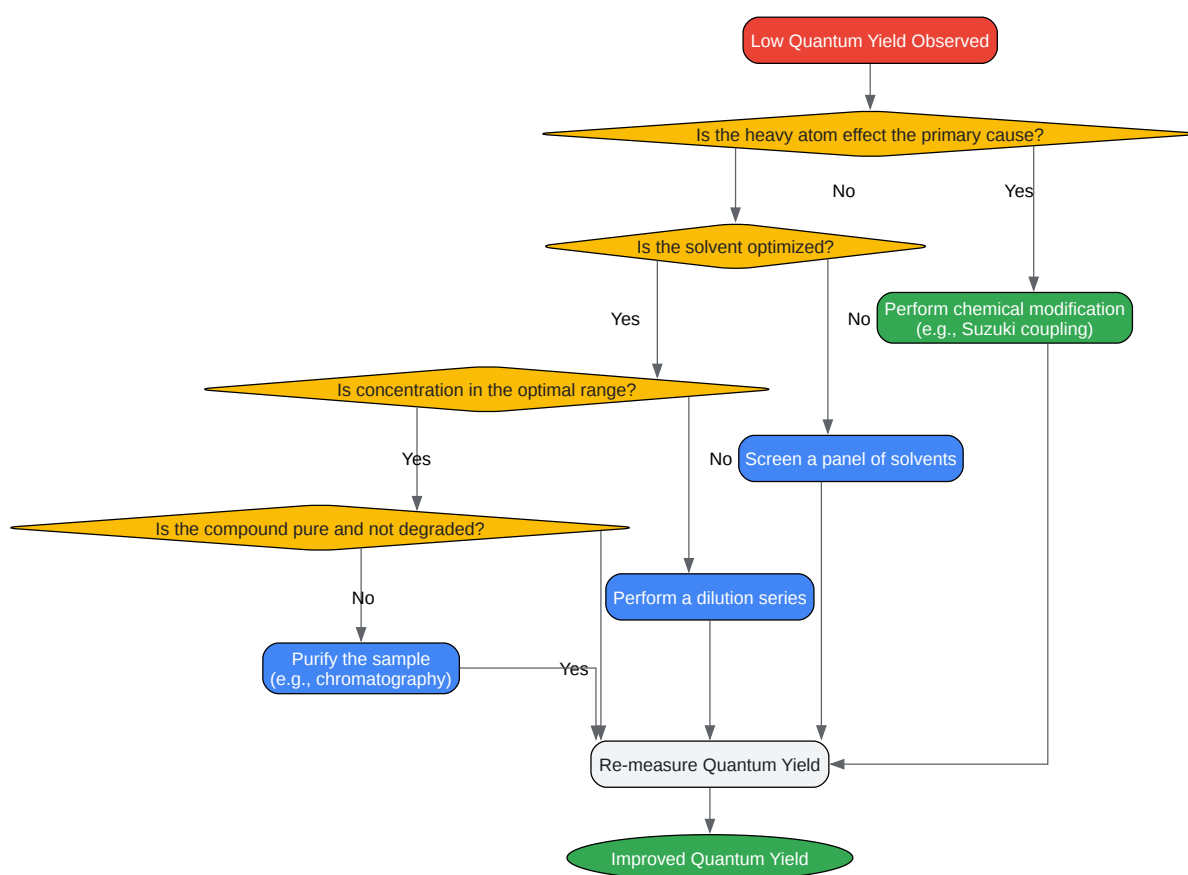 Low Quantum Yield Observed
Is the heavy atom effect the primary cause?
No
Yes
Is the solvent optimized?
Yes
No
Perform chemical modification
(e.g., Suzuki coupling)
Is concentration in the optimal range?
Yes
No
Screen a panel of solvents
Is the compound pure and not degraded?
No
Perform a dilution series
Purify the sample
(e.g., chromatography)
Yes
Re-measure Quantum Yield
Improved Quantum Yield